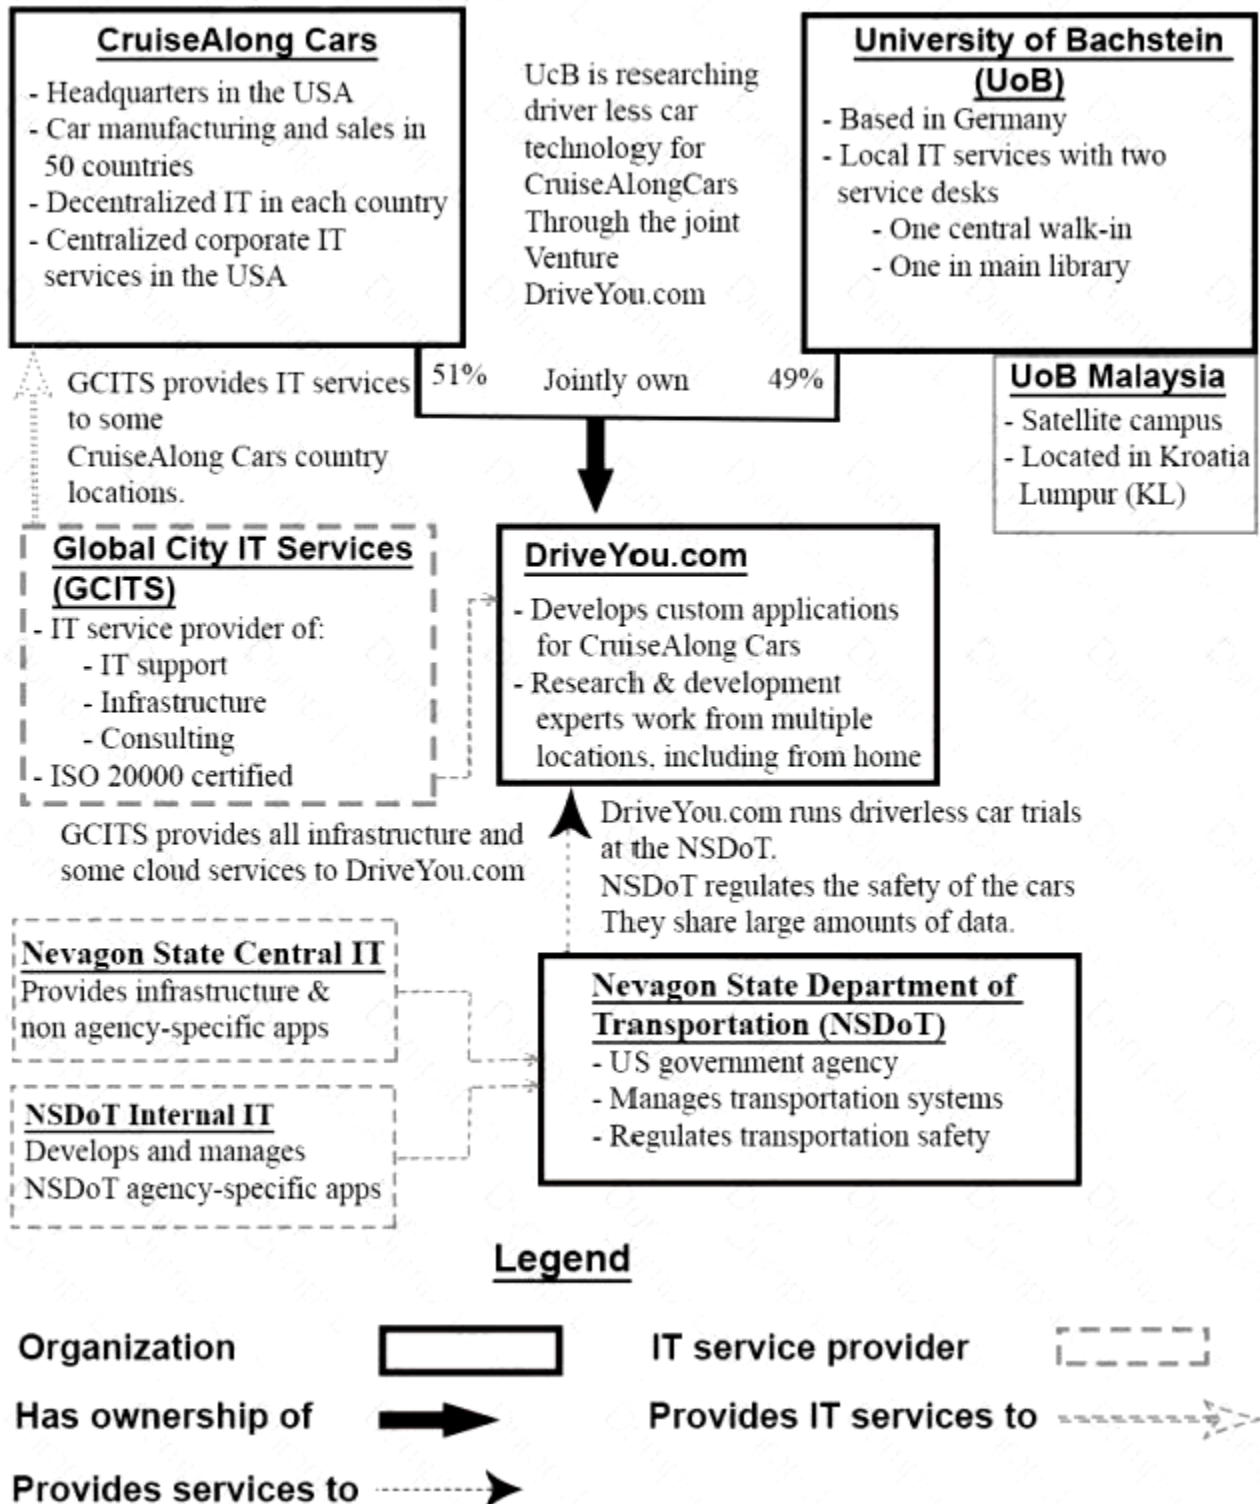 CruiseAlong Cars
- Headquarters in the USA
- Car manufacturing and sales in
50 countries
- Decentralized IT in each country
- Centralized corporate IT
services in the USA
UcB is researching
driver less car
technology for
CruiseAlongCars
Through the joint
Venture
DriveYou.com
University of Bachstein
(UoB)
- Based in Germany
- Local IT services with two
service desks
- One central walk-in
- One in main library
51%
Jointly own
49%
UoB Malaysia
- Satellite campus
- Located in Kroatia
Lumpur (KL)
GCITS provides IT services
to some
CruiseAlong Cars country
locations.
Global City IT Services
(GCITS)
- IT service provider of:
- IT support
- Infrastructure
- Consulting
- ISO 20000 certified
DriveYou.com
- Develops custom applications
for CruiseAlong Cars
- Research & development
experts work from multiple
locations, including from home
GCITS provides all infrastructure and
some cloud services to DriveYou.com
DriveYou.com runs driverless car trials
at the NSDoT.
NSDoT regulates the safety of the cars
They share large amounts of data.
Nevagon State Central IT
Provides infrastructure &
non agency-specific apps
NSDoT Internal IT
Develops and manages
NSDoT agency-specific apps
Nevagon State Department of
Transportation (NSDoT)
- US government agency
- Manages transportation systems
- Regulates transportation safety
Legend
Organization
IT service provider
Has ownership of
Provides IT services to
Provides services to